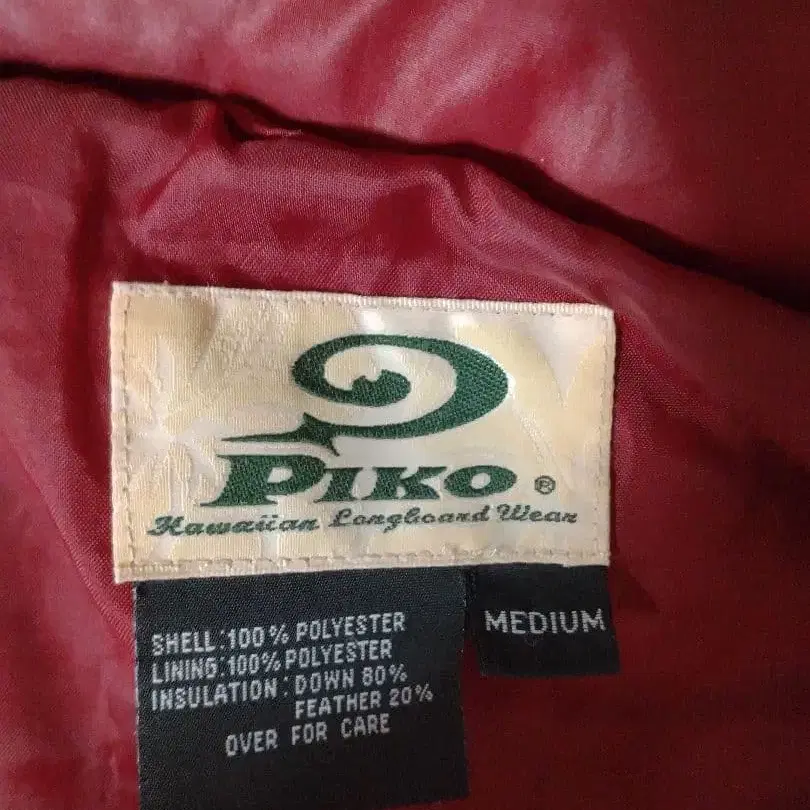 PIKO ®
Hawaiian Longboard Wear
MEDIUM
SHELL:100% POLYESTER
LINING:100% POLYESTER
INSULATION: DOWN 80%
FEATHER 20%
OVER FOR CARE